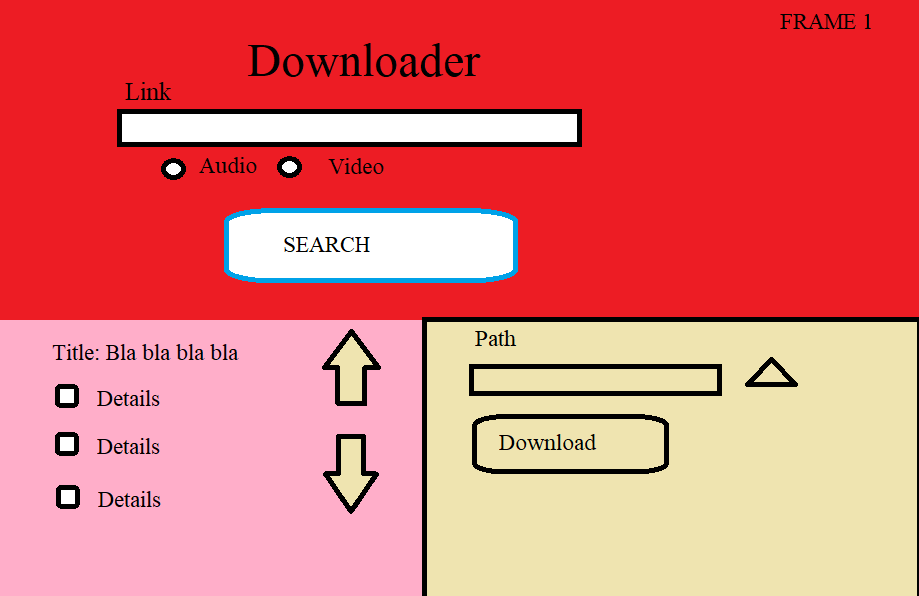 FRAME 1
Downloader
Link
Audio
Video
SEARCH
Title: Bla bla bla bla
Details
Details
Details
Path
Download